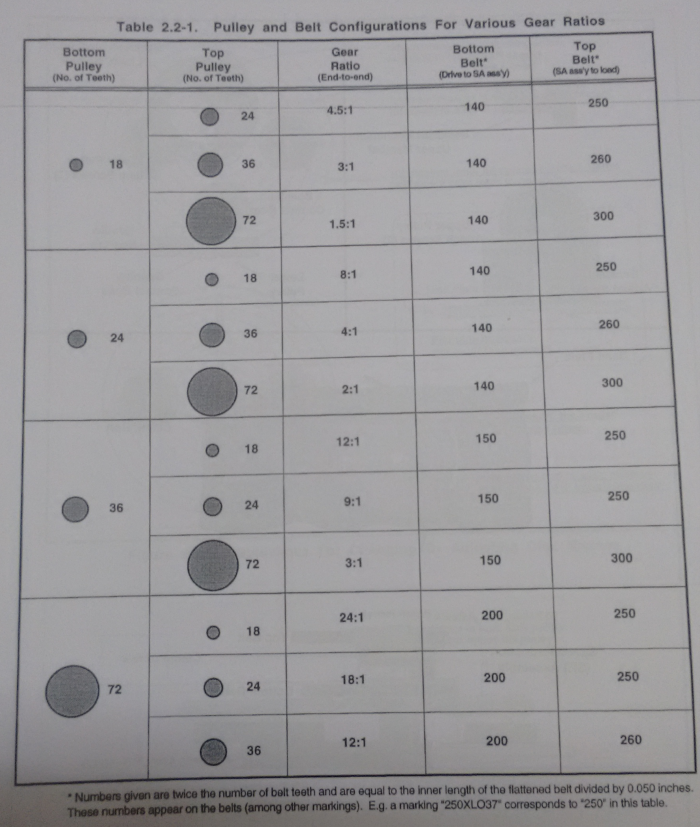 Table 2.2-1. Pulley and Belt Configurations For Various Gear Ratios
Bottom Pulley (No. of Teeth) Top Pulley (No. of Teeth) Gear Ratio (End-to-end) Bottom Belt* (Drive to SA ass'y) Top Belt* (SA ass'y to load)
24 4.5:1 140 250
18 36 3:1 140 260
72 1.5:1 140 300
18 8:1 140 250
24 36 4:1 140 260
72 2:1 140 300
18 12:1 150 250
36 24 9:1 150 250
72 3:1 150 300
18 24:1 200 250
72 24 18:1 200 250
36 12:1 200 260
* Numbers given are twice the number of belt teeth and are equal to the inner length of the flattened belt divided by 0.050 inches.
These numbers appear on the belts (among other markings). E.g. a marking "250XLO37" corresponds to "250" in this table.